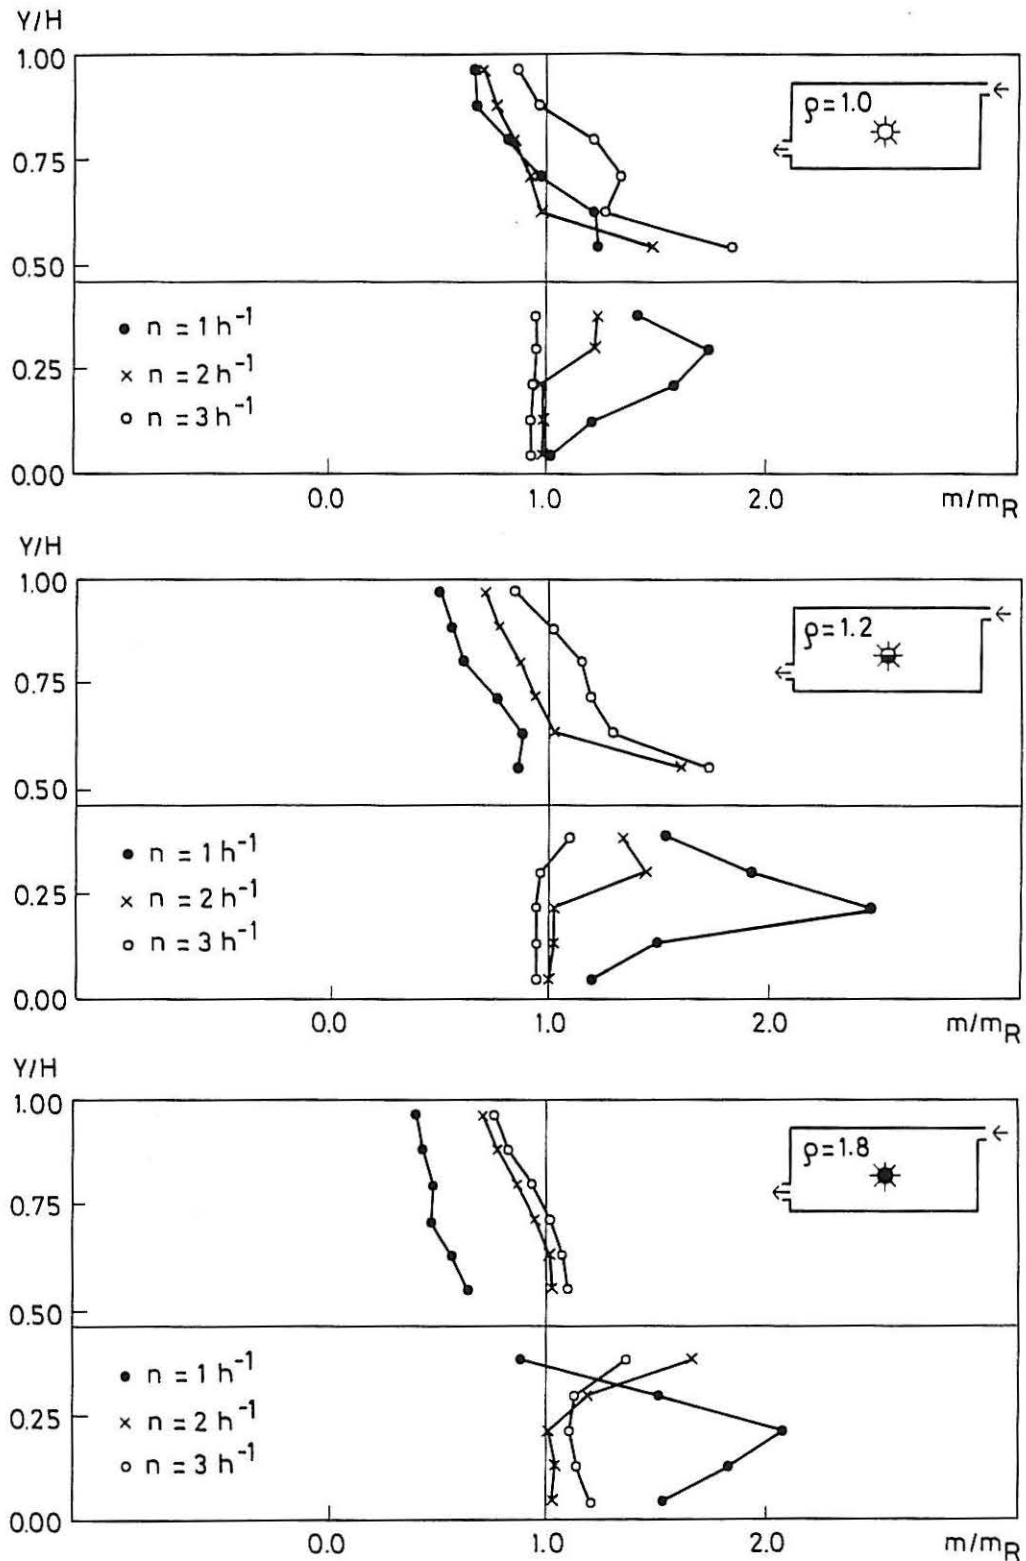 Y/H
1.00
ρ=1.0
0.75
0.50
● n = 1 h⁻¹
0.25
× n = 2 h⁻¹
○ n = 3 h⁻¹
0.00
0.0 1.0 2.0 m/mR
Y/H
1.00
ρ=1.2
0.75
0.50
● n = 1 h⁻¹
0.25
× n = 2 h⁻¹
○ n = 3 h⁻¹
0.00
0.0 1.0 2.0 m/mR
Y/H
1.00
ρ=1.8
0.75
0.50
● n = 1 h⁻¹
0.25
× n = 2 h⁻¹
○ n = 3 h⁻¹
0.00
0.0 1.0 2.0 m/mR